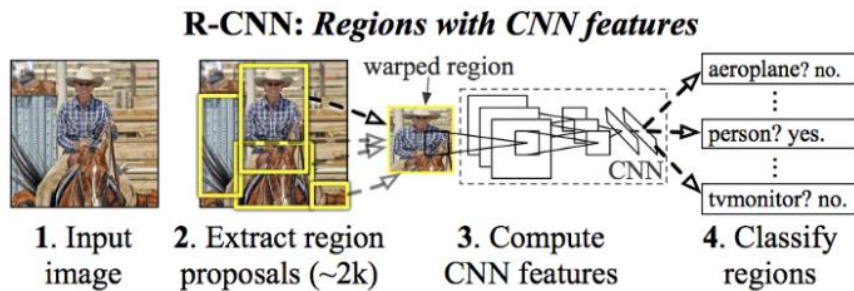 R-CNN: Regions with CNN features
warped region
aeroplane? no.
person? yes.
tvmonitor? no.
CNN
1. Input
image
2. Extract region
proposals (~2k)
3. Compute
CNN features
4. Classify
regions